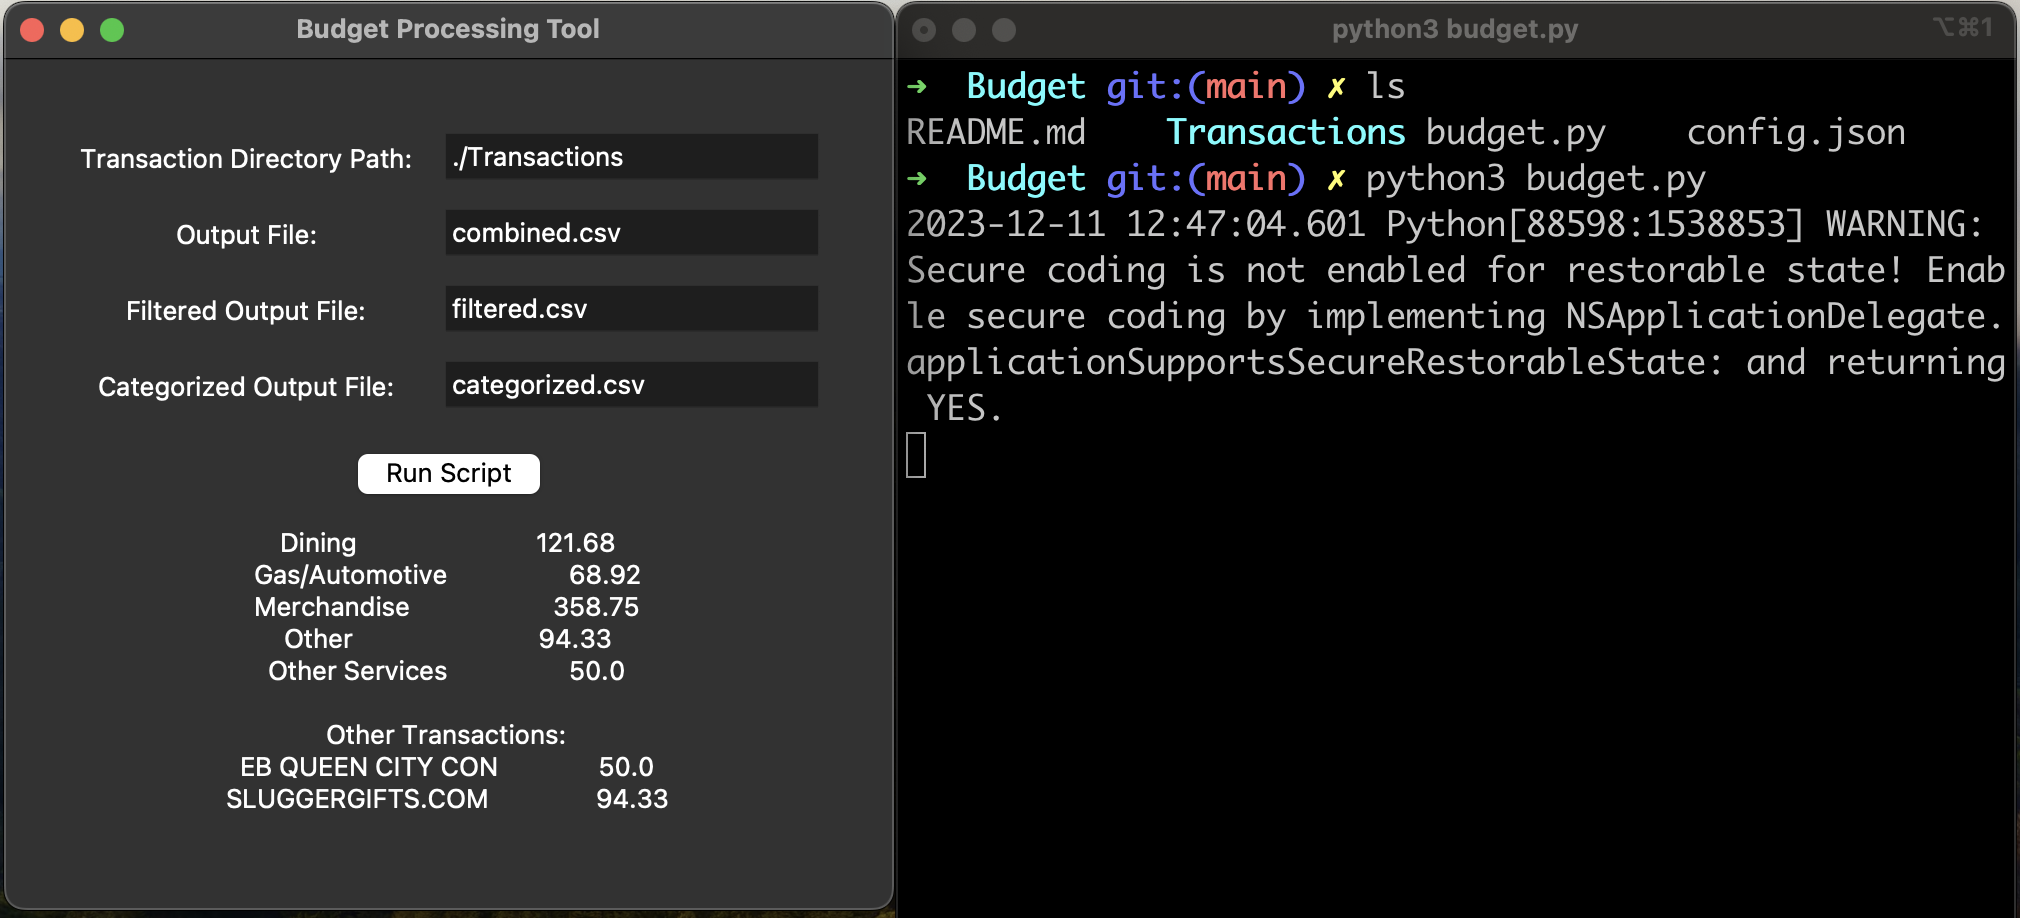 Budget Processing Tool
Transaction Directory Path: ./Transactions
Output File: combined.csv
Filtered Output File: filtered.csv
Categorized Output File: categorized.csv
Run Script
Dining 121.68
Gas/Automotive 68.92
Merchandise 358.75
Other 94.33
Other Services 50.0
Other Transactions:
EB QUEEN CITY CON 50.0
SLUGGERGIFTS.COM 94.33
python3 budget.py ⌥⌘1
➜ Budget git:(main) ✗ ls
README.md Transactions budget.py config.json
➜ Budget git:(main) ✗ python3 budget.py
2023-12-11 12:47:04.601 Python[88598:1538853] WARNING:
Secure coding is not enabled for restorable state! Enab
le secure coding by implementing NSApplicationDelegate.
applicationSupportsSecureRestorableState: and returning
YES.